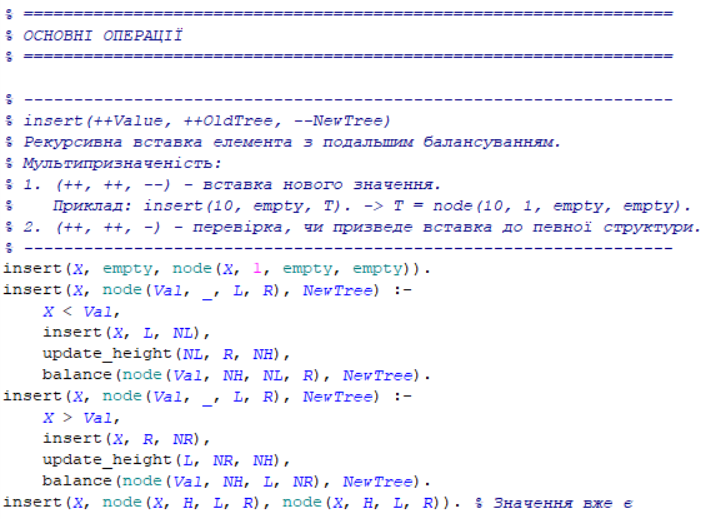 % =================================================================
% ОСНОВНІ ОПЕРАЦІЇ
% =================================================================
% -----------------------------------------------------------------
% insert(++Value, ++OldTree, --NewTree)
% Рекурсивна вставка елемента з подальшим балансуванням.
% Мультипризначеність:
% 1. (++, ++, --) - вставка нового значення.
%    Приклад: insert(10, empty, T). -> T = node(10, 1, empty, empty).
% 2. (++, ++, -) - перевірка, чи призведе вставка до певної структури.
% -----------------------------------------------------------------
insert(X, empty, node(X, 1, empty, empty)).
insert(X, node(Val, _, L, R), NewTree) :-
    X < Val,
    insert(X, L, NL),
    update_height(NL, R, NH),
    balance(node(Val, NH, NL, R), NewTree).
insert(X, node(Val, _, L, R), NewTree) :-
    X > Val,
    insert(X, R, NR),
    update_height(L, NR, NH),
    balance(node(Val, NH, L, NR), NewTree).
insert(X, node(X, H, L, R), node(X, H, L, R)). % Значення вже є